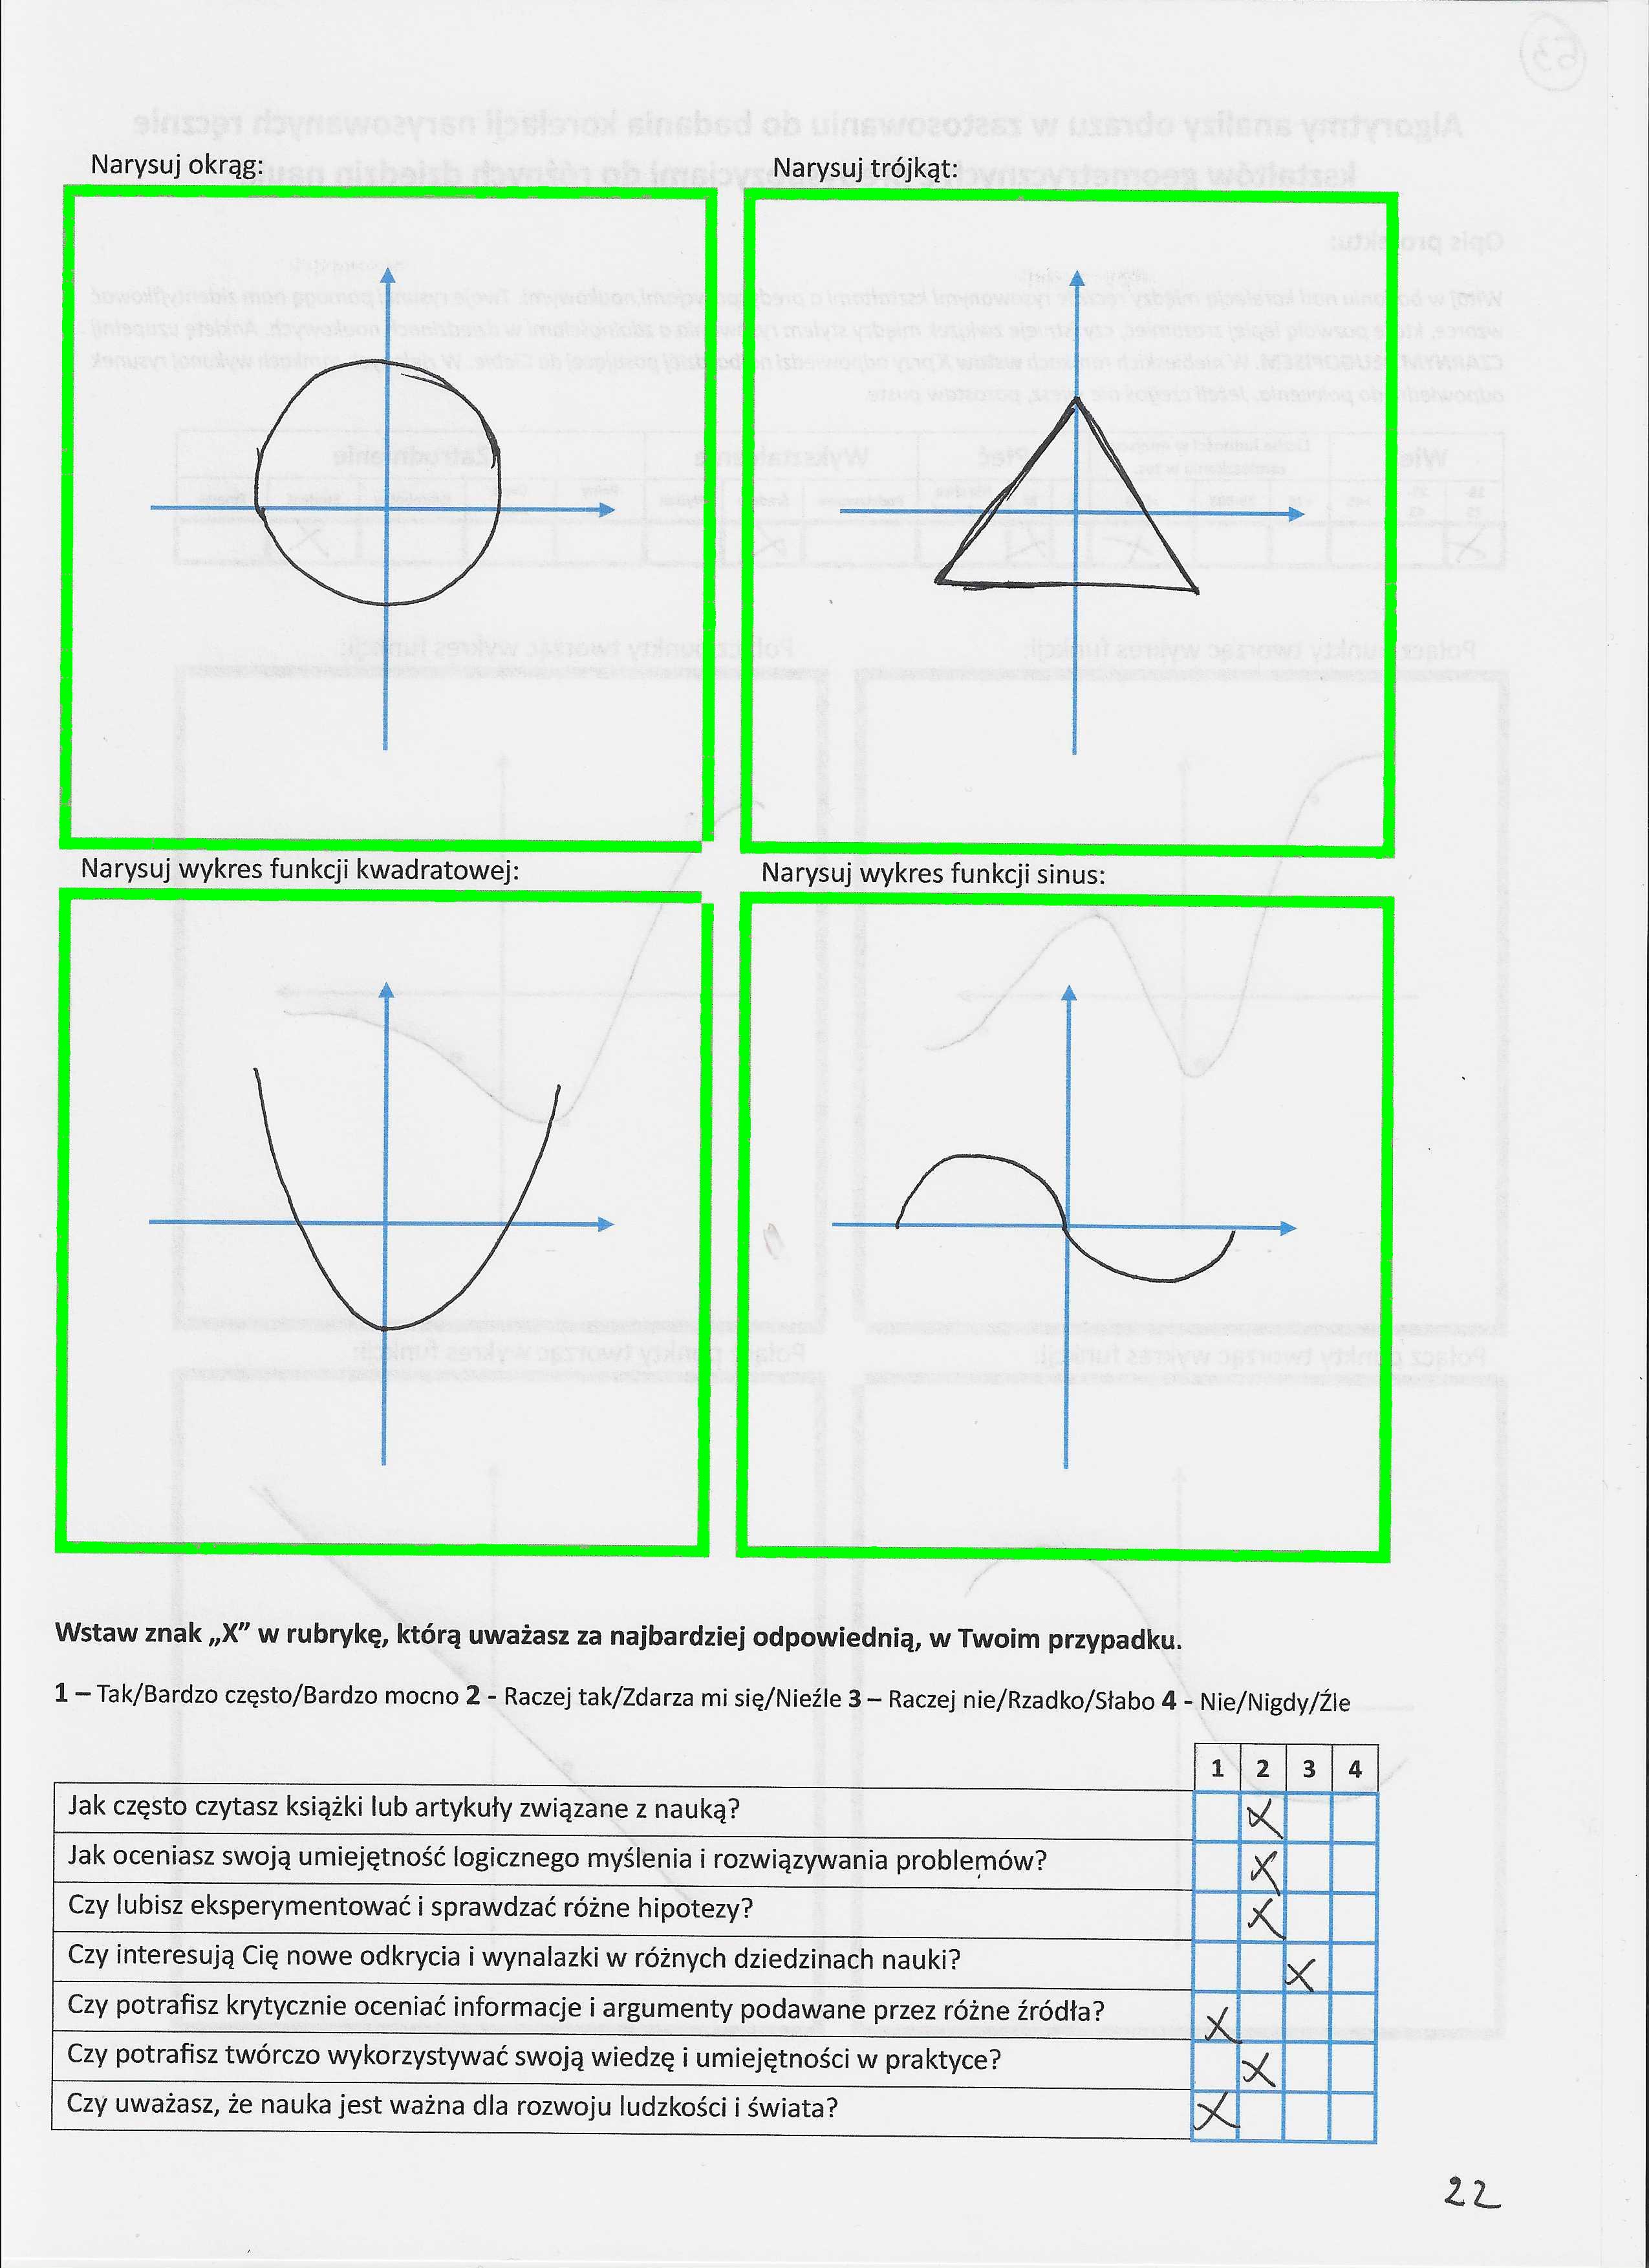 Narysuj okrąg:
Narysuj trójkąt:
Narysuj wykres funkcji kwadratowej:
Narysuj wykres funkcji sinus:
Wstaw znak „X” w rubrykę, którą uważasz za najbardziej odpowiednią, w Twoim przypadku.
1 – Tak/Bardzo często/Bardzo mocno 2 - Raczej tak/Zdarza mi się/Nieźle 3 – Raczej nie/Rzadko/Słabo 4 - Nie/Nigdy/Źle
1 2 3 4
Jak często czytasz książki lub artykuły związane z nauką? X
Jak oceniasz swoją umiejętność logicznego myślenia i rozwiązywania problemów? X
Czy lubisz eksperymentować i sprawdzać różne hipotezy? X
Czy interesują Cię nowe odkrycia i wynalazki w różnych dziedzinach nauki? X
Czy potrafisz krytycznie oceniać informacje i argumenty podawane przez różne źródła? X
Czy potrafisz twórczo wykorzystywać swoją wiedzę i umiejętności w praktyce? X
Czy uważasz, że nauka jest ważna dla rozwoju ludzkości i świata? X
22